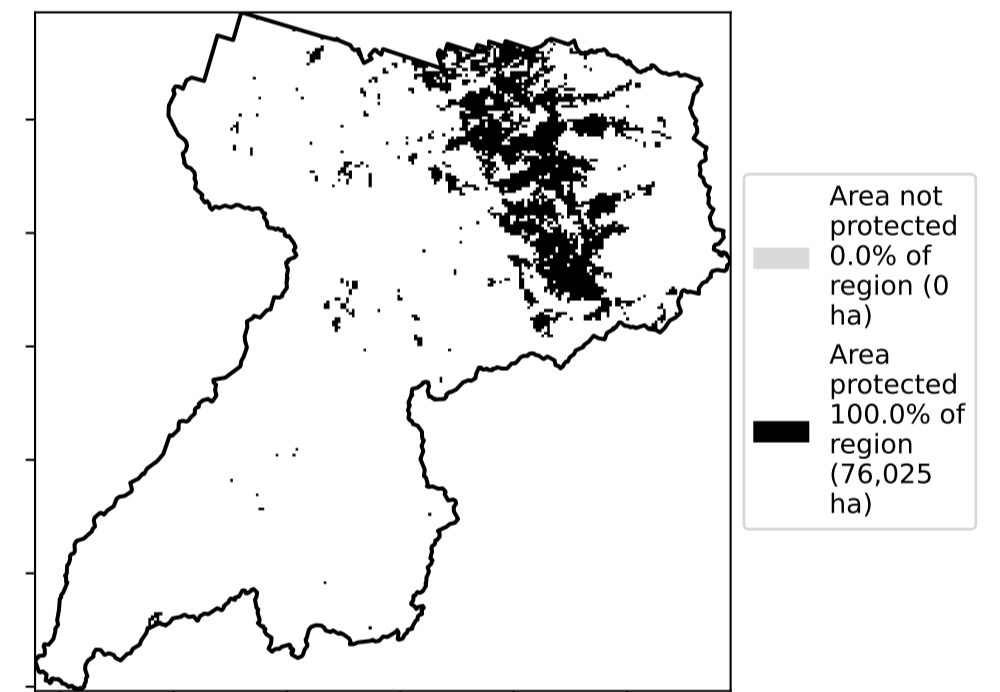 Area not
protected
0.0% of
region (0
ha)
Area
protected
100.0% of
region
(76,025
ha)